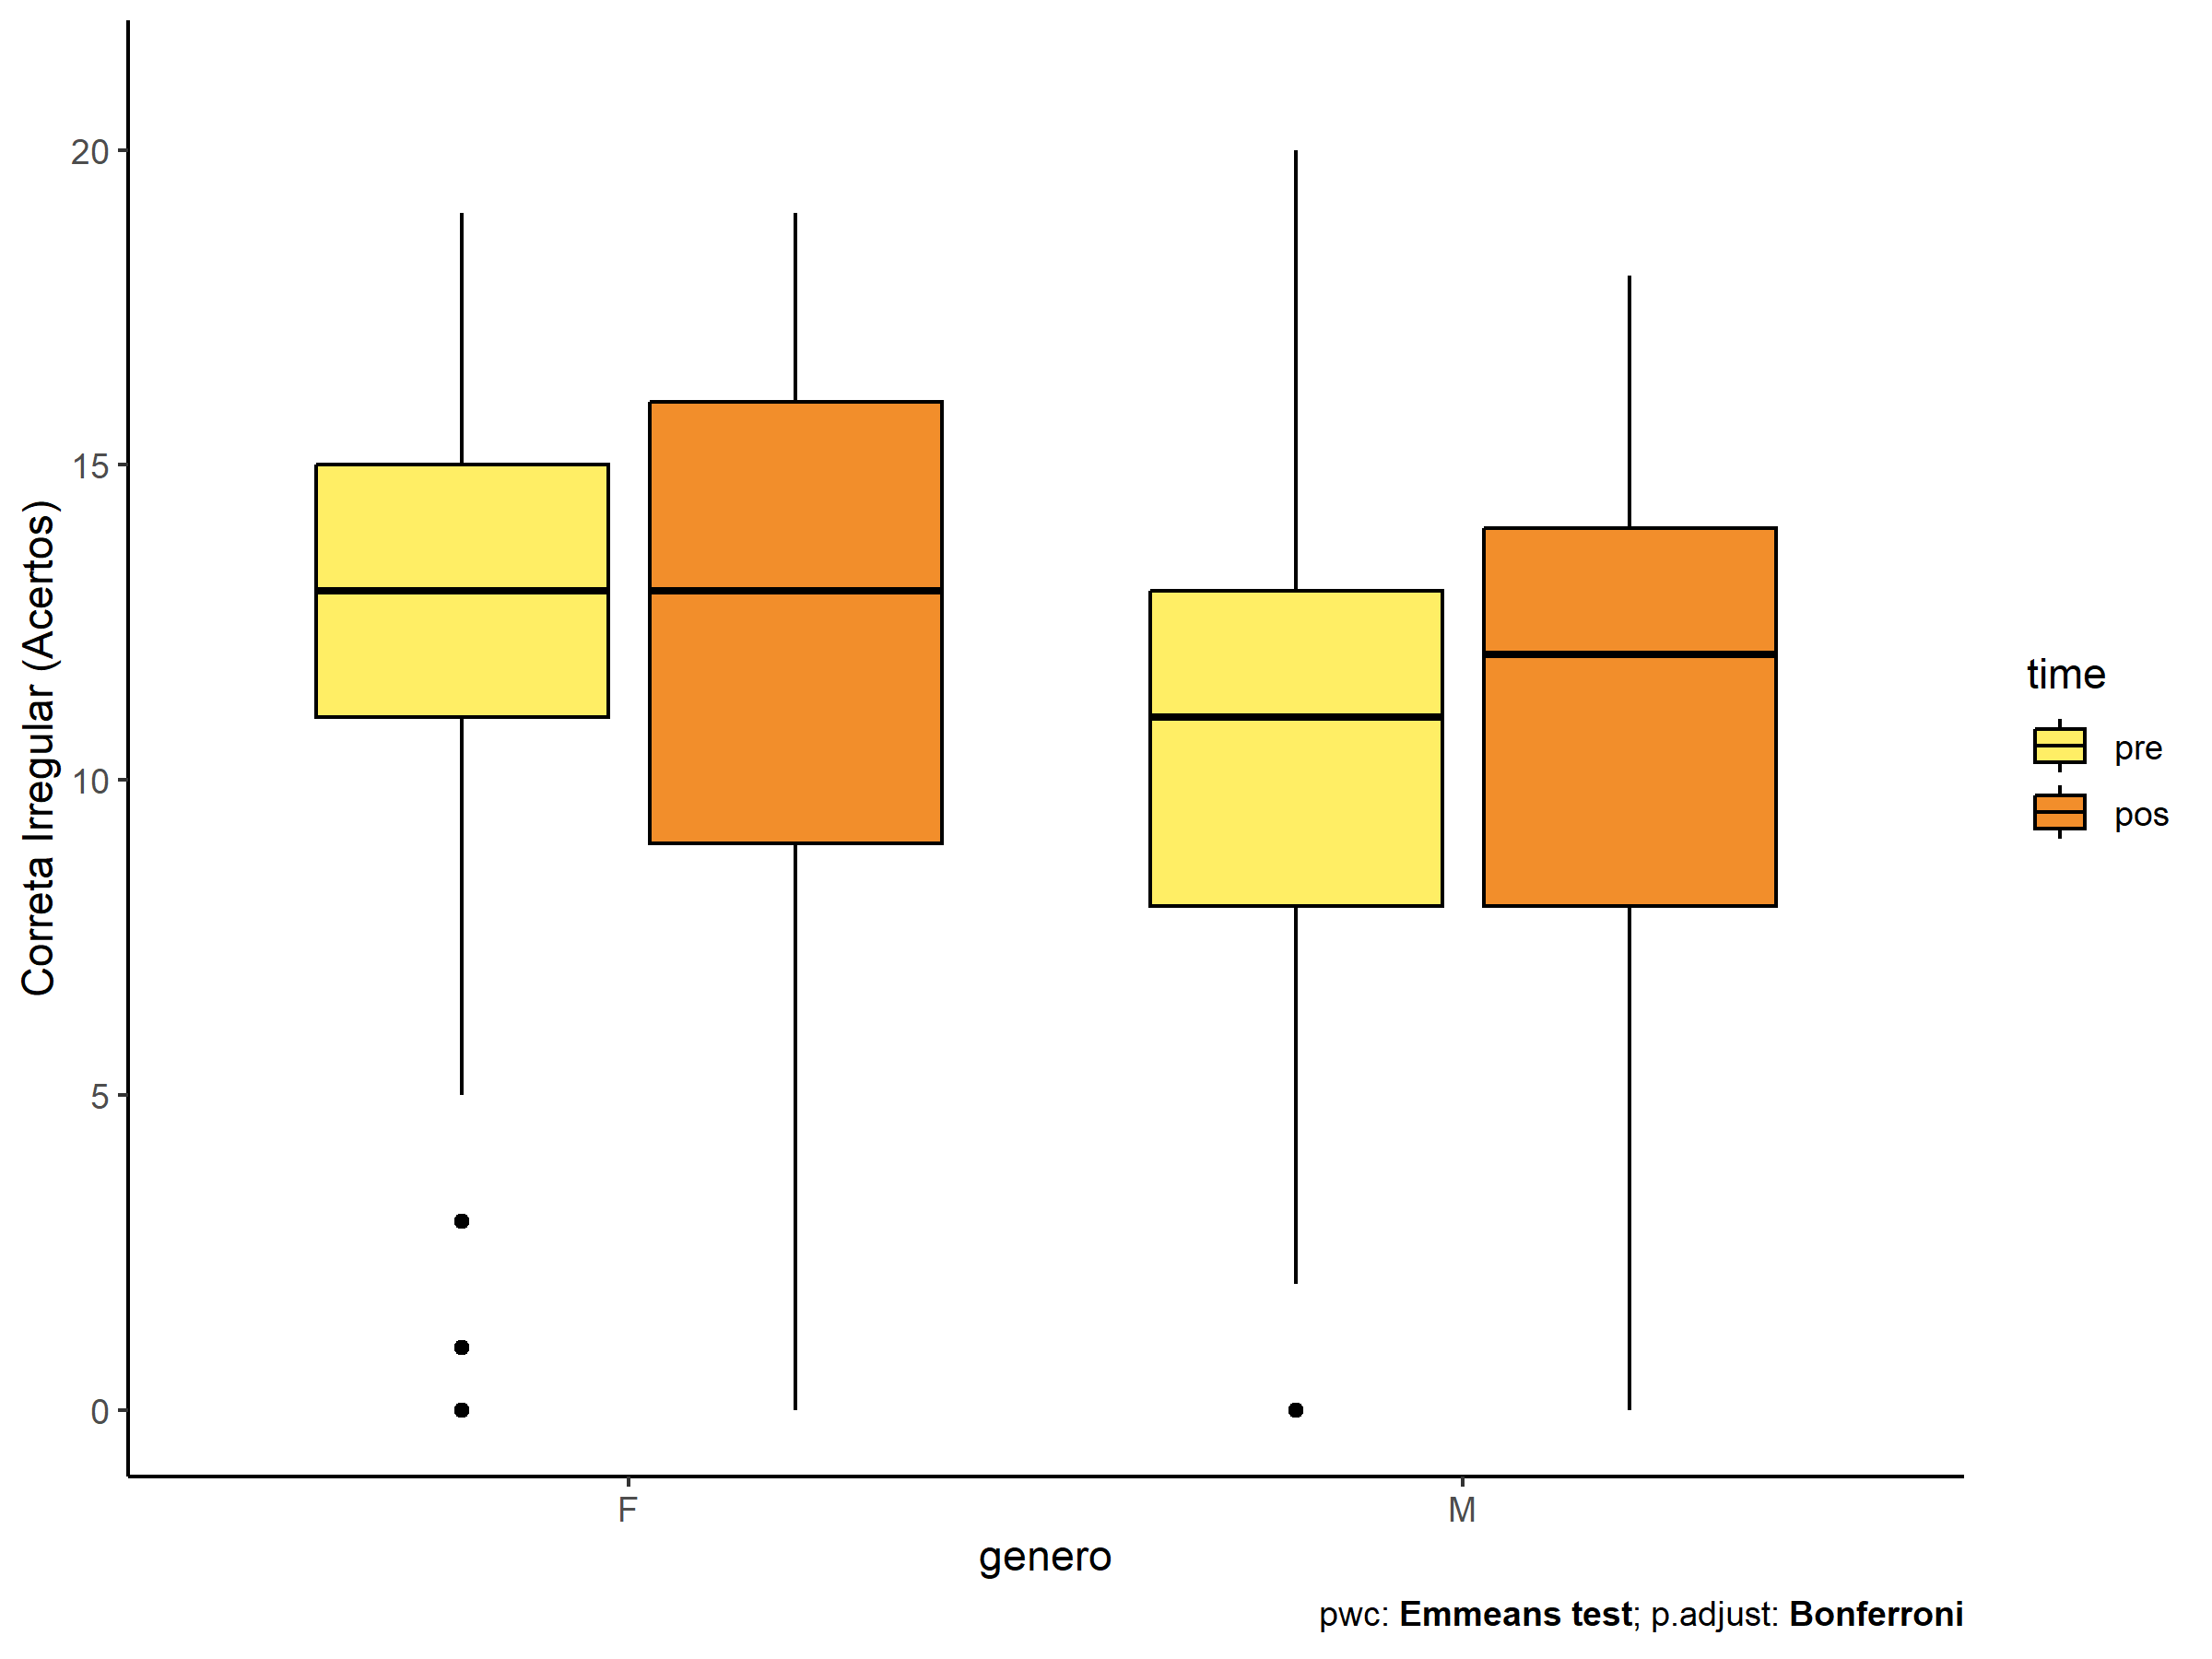 Correta Irregular (Acertos)
20
15
10
5
0
F
M
genero
time
pre
pos
pwc: Emmeans test; p.adjust: Bonferroni